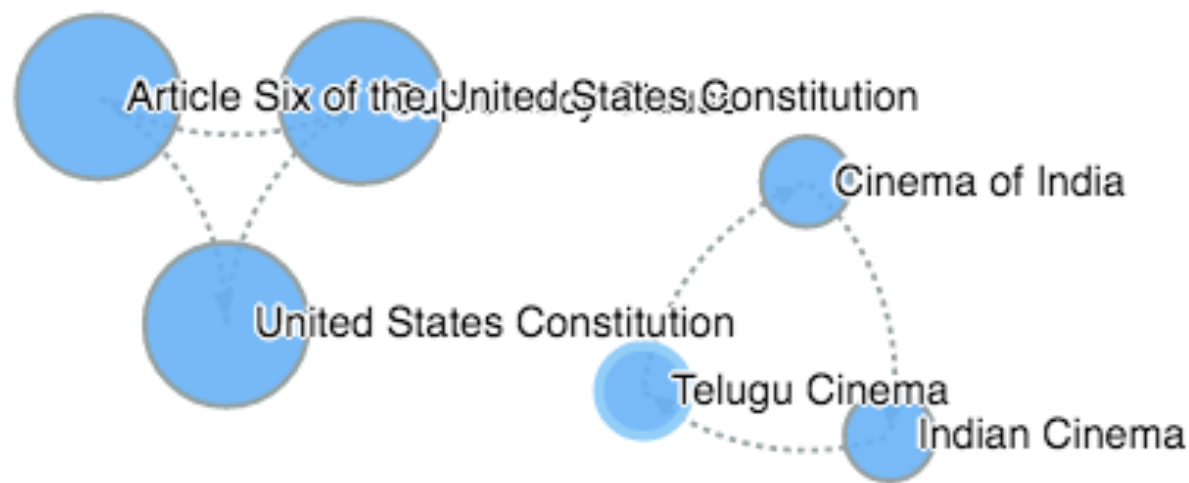 Article Six of the United States Constitution
Cinema of India
United States Constitution
Telugu Cinema
Indian Cinema